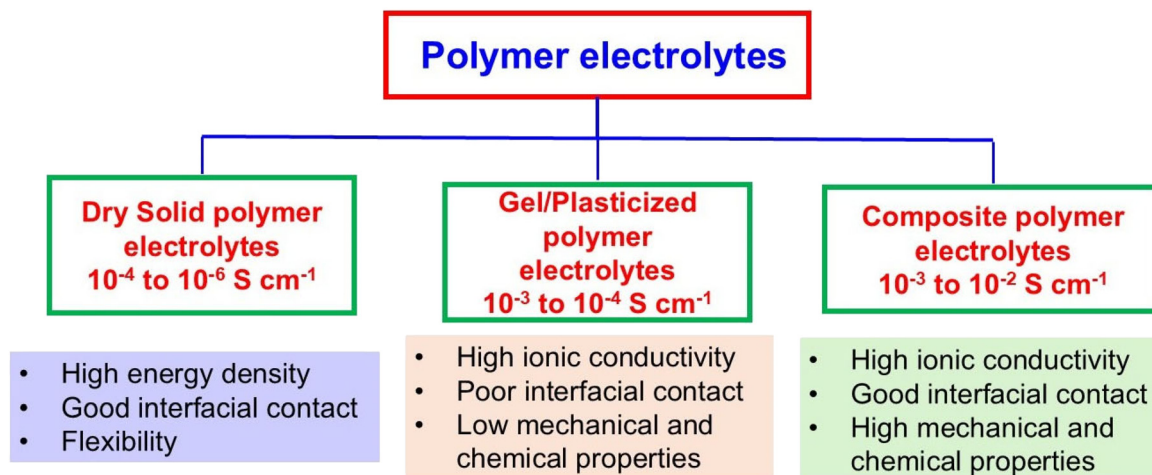 Polymer electrolytes
Dry Solid polymer
electrolytes
10⁻⁴ to 10⁻⁶ S cm⁻¹
Gel/Plasticized
polymer
electrolytes
10⁻³ to 10⁻⁴ S cm⁻¹
Composite polymer
electrolytes
10⁻³ to 10⁻² S cm⁻¹
• High energy density
• Good interfacial contact
• Flexibility
• High ionic conductivity
• Poor interfacial contact
• Low mechanical and
chemical properties
• High ionic conductivity
• Good interfacial contact
• High mechanical and
chemical properties